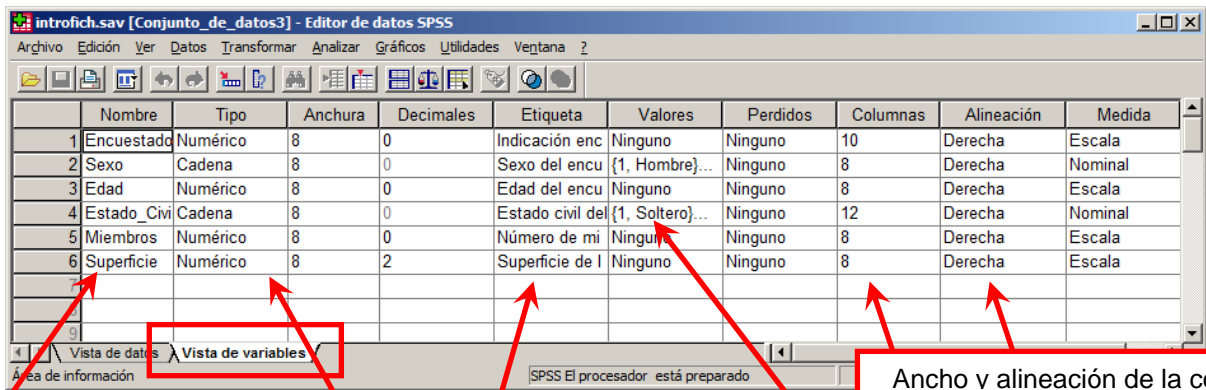 introfich.sav [Conjunto_de_datos3] - Editor de datos SPSS
Archivo Edición Ver Datos Transformar Analizar Gráficos Utilidades Ventana ?
Nombre Tipo Anchura Decimales Etiqueta Valores Perdidos Columnas Alineación Medida
1 Encuestado Numérico 8 0 Indicación enc Ninguno Ninguno 10 Derecha Escala
2 Sexo Cadena 8 0 Sexo del encu {1, Hombre}... Ninguno 8 Derecha Nominal
3 Edad Numérico 8 0 Edad del encu Ninguno Ninguno 8 Derecha Escala
4 Estado_Civi Cadena 8 0 Estado civil del {1, Soltero}... Ninguno 12 Derecha Nominal
5 Miembros Numérico 8 0 Número de mi Ninguno Ninguno 8 Derecha Escala
6 Superficie Numérico 8 2 Superficie de l Ninguno Ninguno 8 Derecha Escala
7
8
9
Vista de datos Vista de variables
Área de información SPSS El procesador está preparado
Ancho y alineación de la co